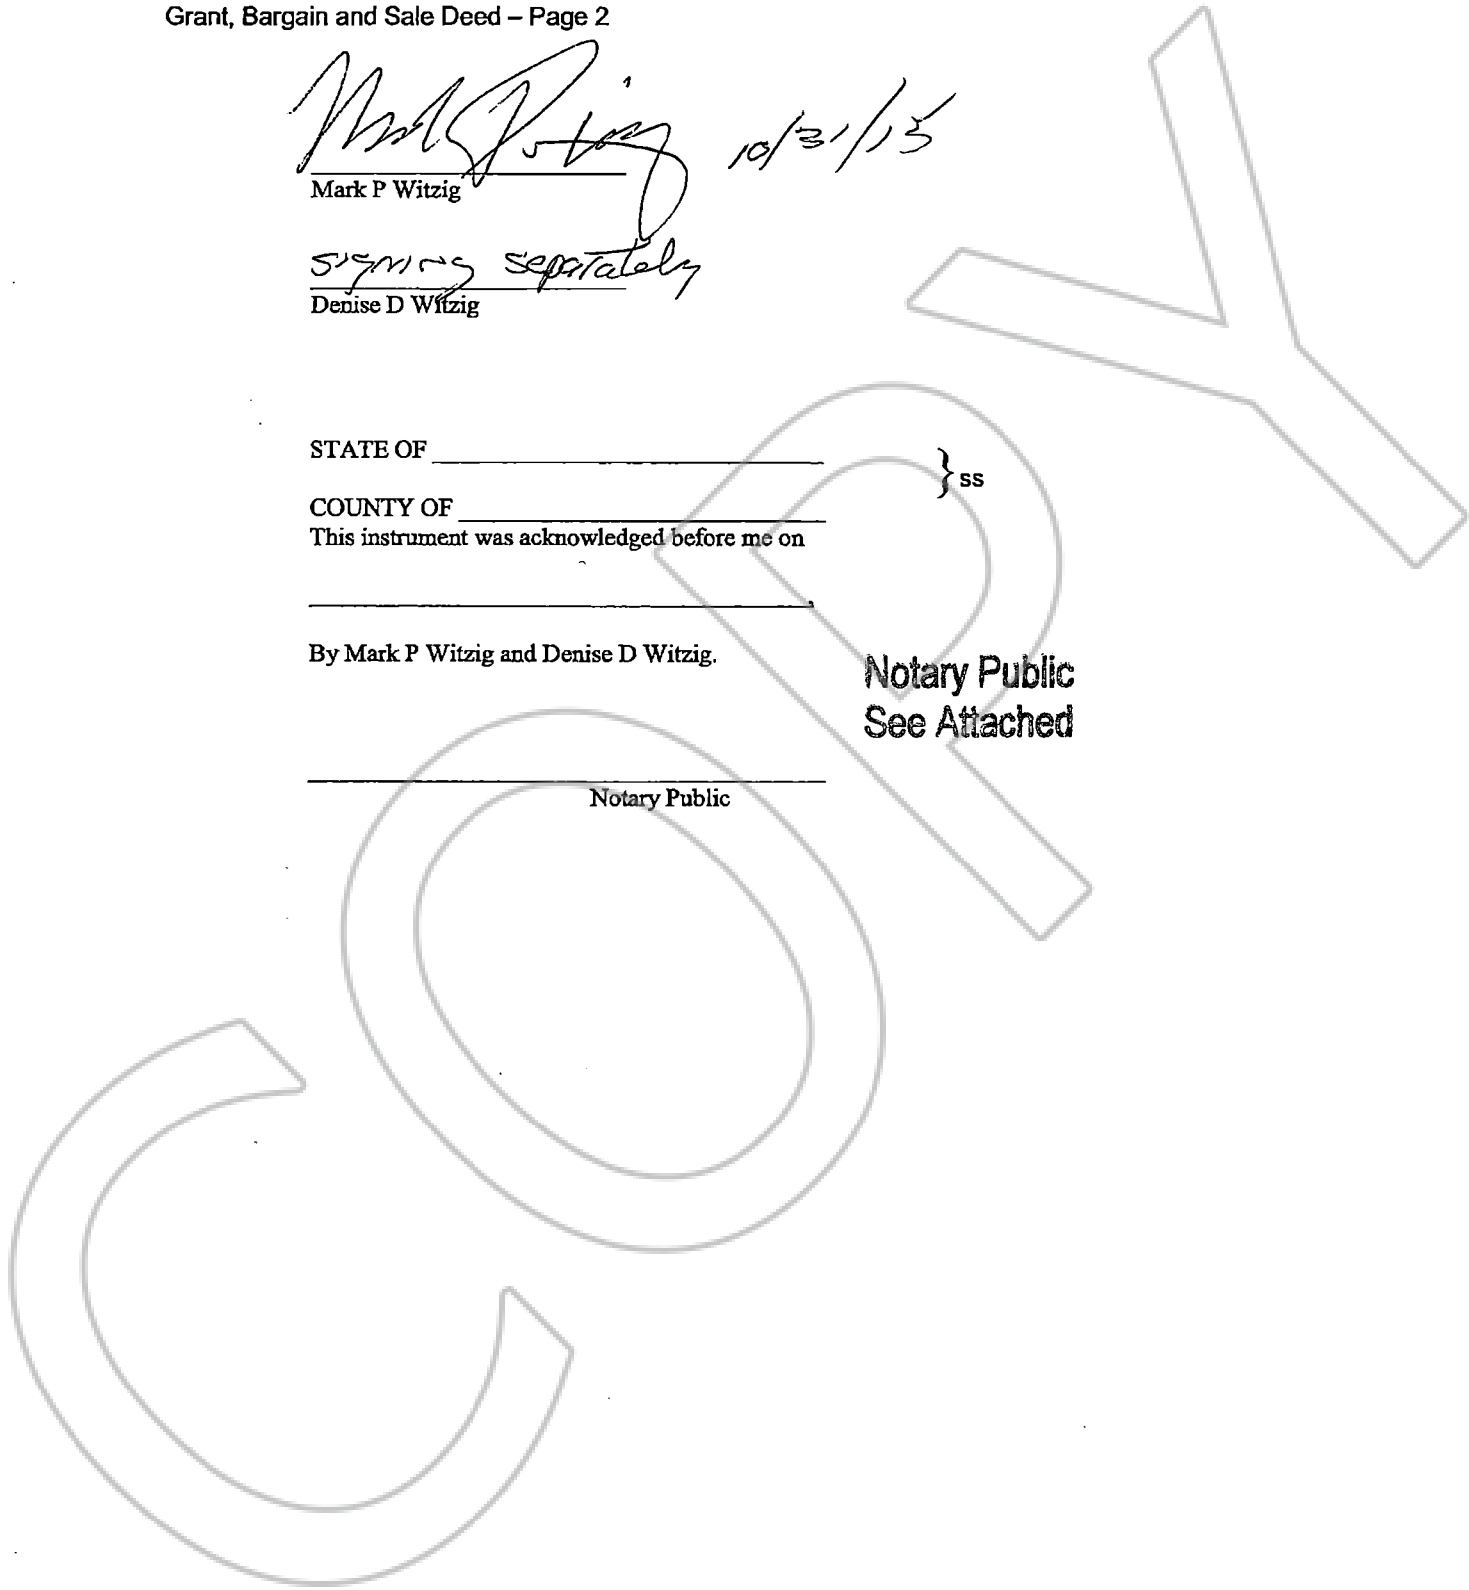 Grant, Bargain and Sale Deed – Page 2
10/31/15
Mark P Witzig
signing separately
Denise D Witzig
STATE OF
} ss
COUNTY OF
This instrument was acknowledged before me on
,
By Mark P Witzig and Denise D Witzig.
Notary Public
See Attached
Notary Public
COPY